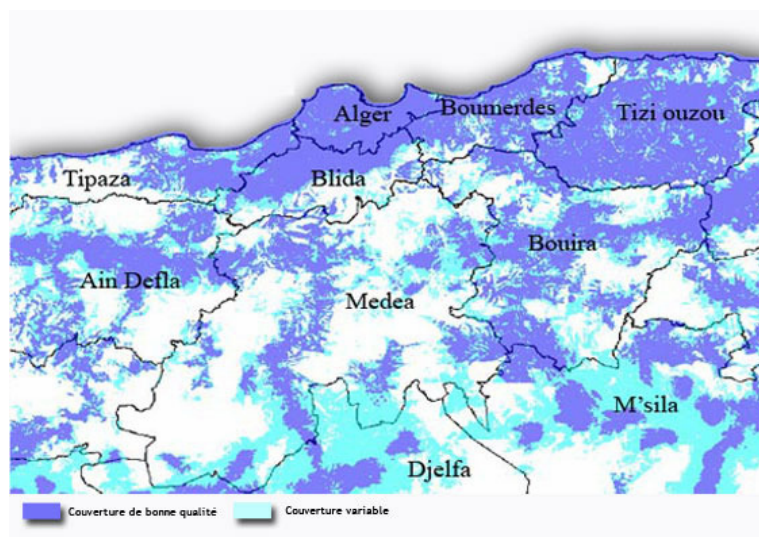 Alger
Boumerdes
Tizi ouzou
Tipaza
Blida
Bouira
Ain Defla
Medea
M'sila
Djelfa
Couverture de bonne qualité
Couverture variable